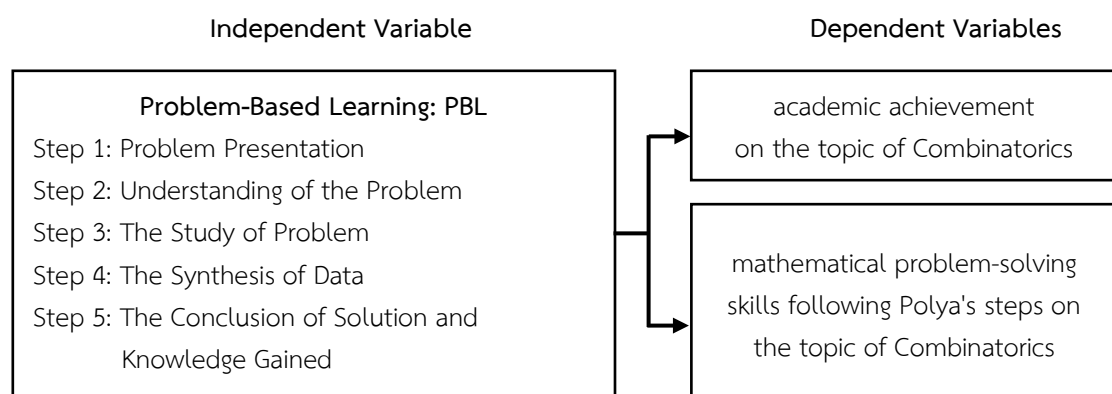 Independent Variable
Dependent Variables
Problem-Based Learning: PBL
Step 1: Problem Presentation
Step 2: Understanding of the Problem
Step 3: The Study of Problem
Step 4: The Synthesis of Data
Step 5: The Conclusion of Solution and
Knowledge Gained
academic achievement
on the topic of Combinatorics
mathematical problem-solving
skills following Polya's steps on
the topic of Combinatorics